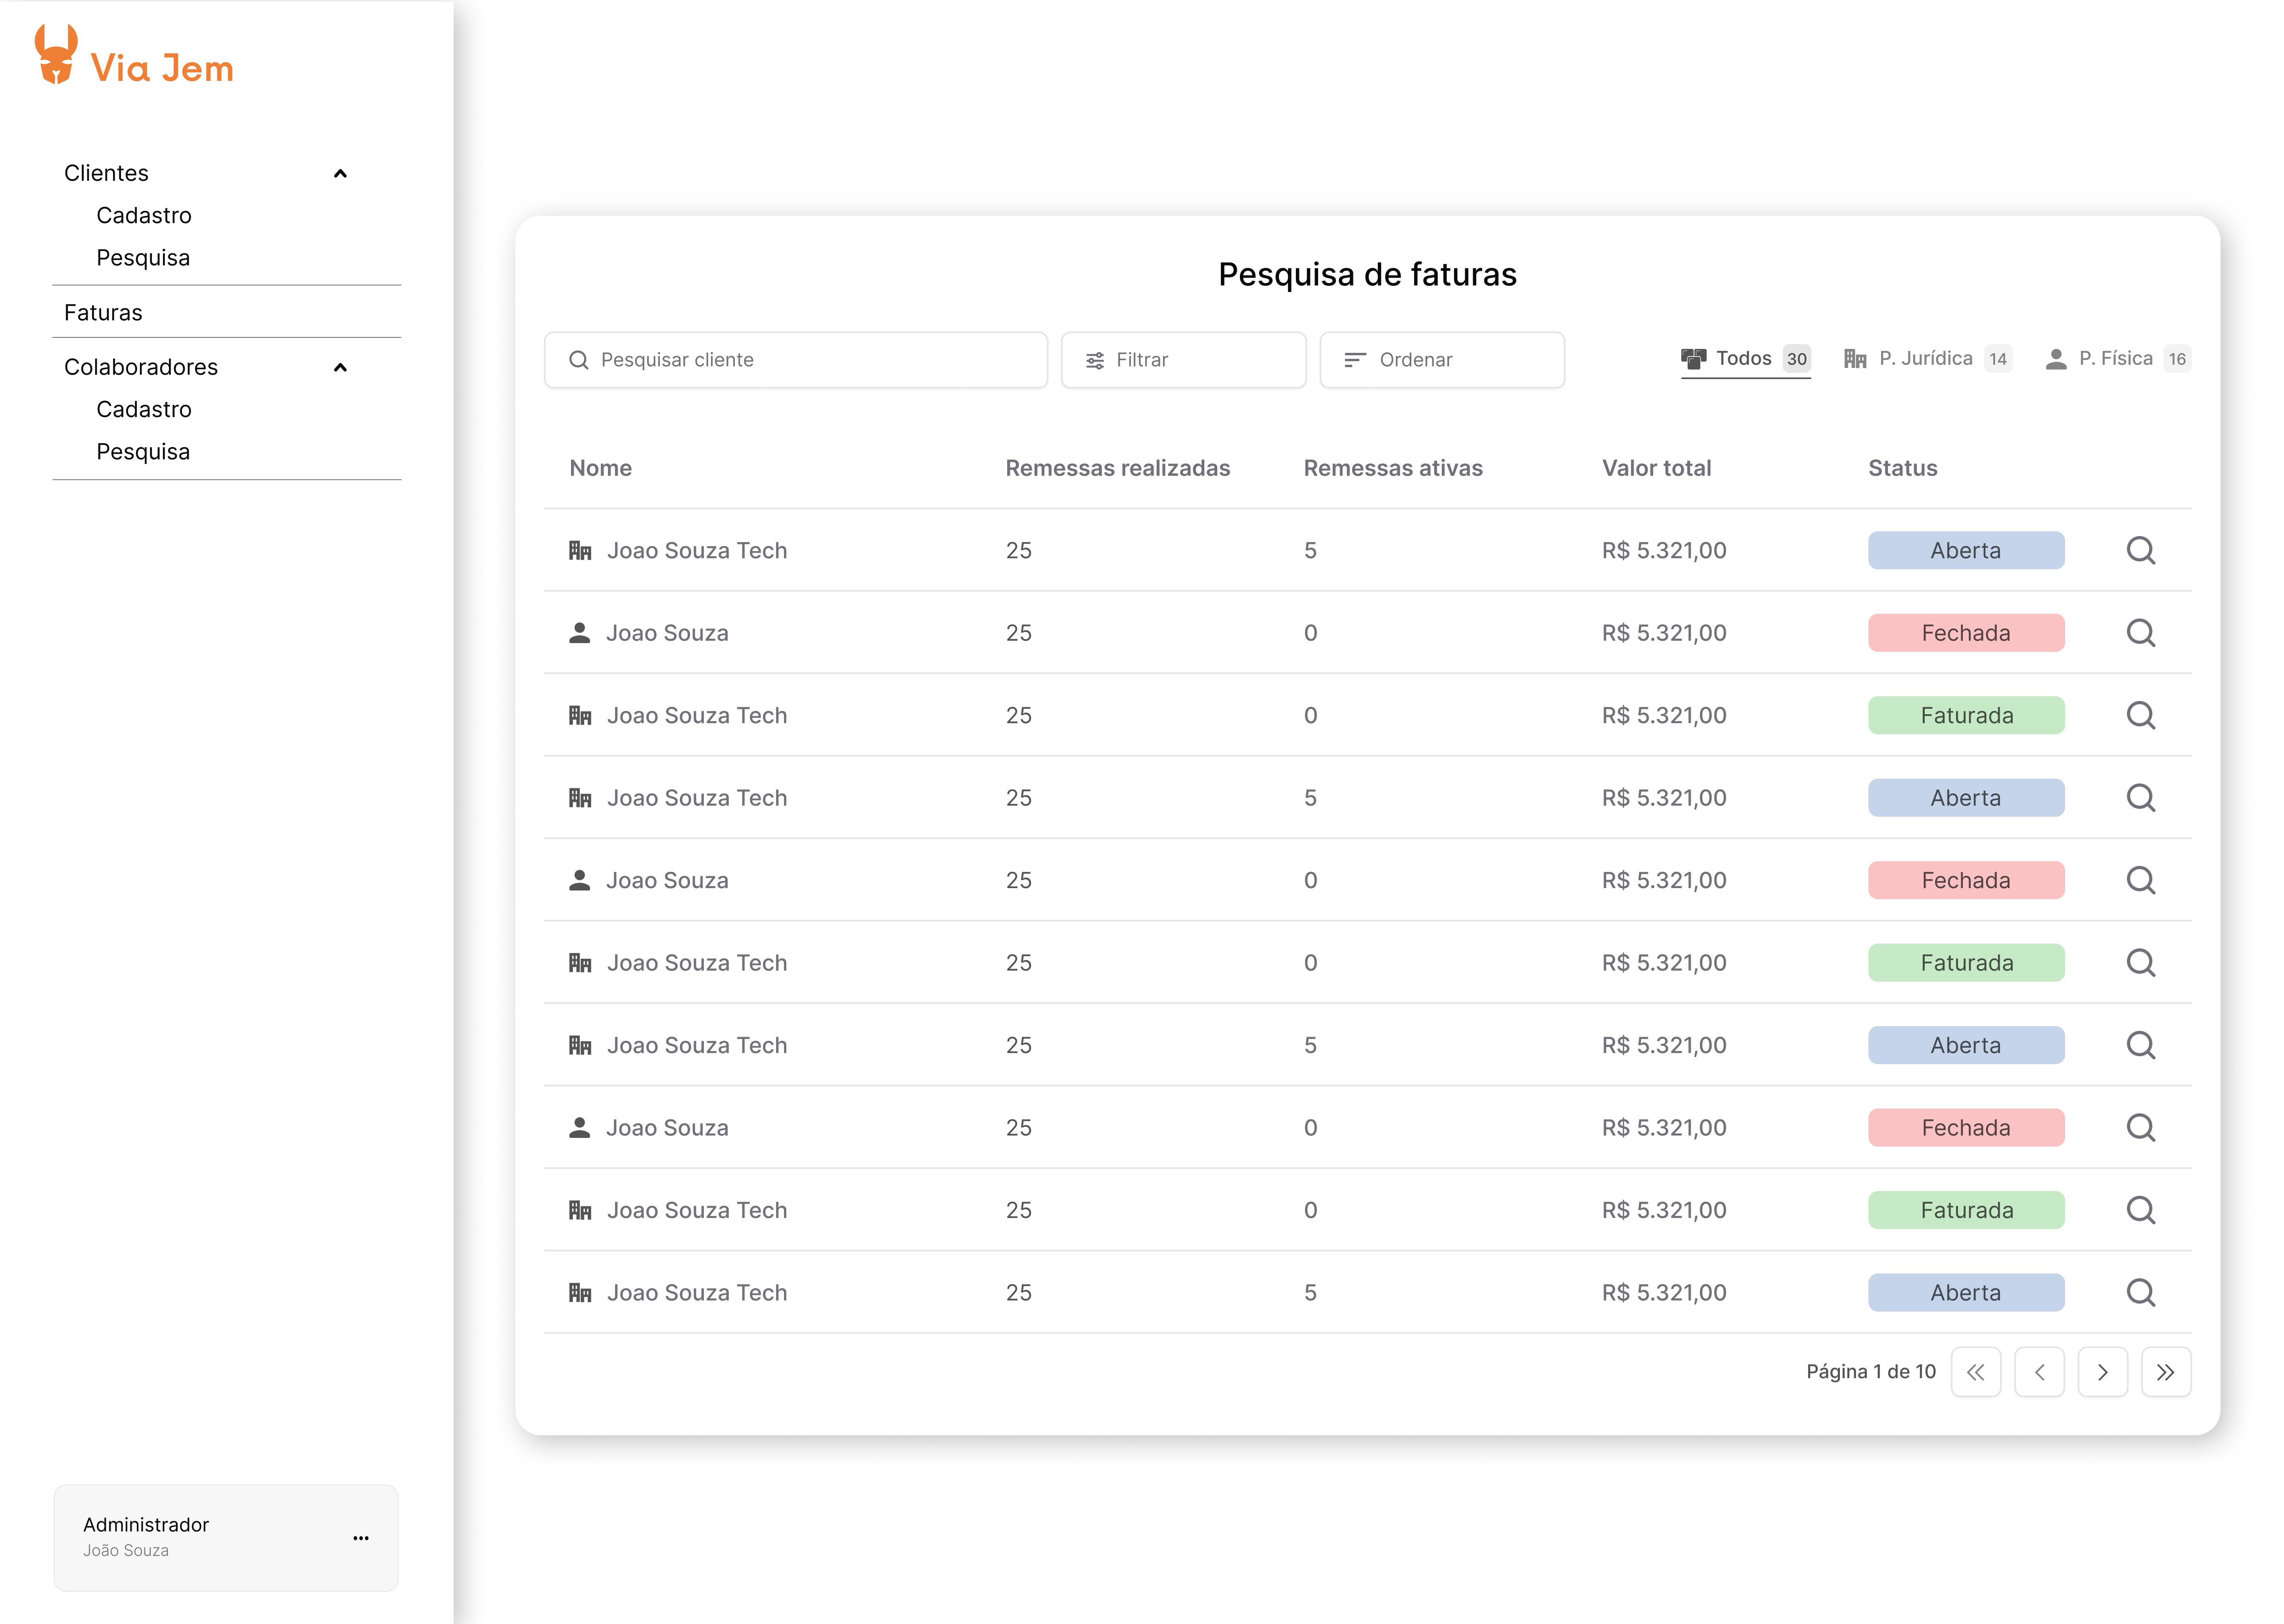 Via Jem
Clientes
Cadastro
Pesquisa
Faturas
Colaboradores
Cadastro
Pesquisa
Administrador
João Souza
Pesquisa de faturas
Pesquisar cliente Filtrar Ordenar Todos 30 P. Jurídica 14 P. Física 16
Nome Remessas realizadas Remessas ativas Valor total Status
Joao Souza Tech 25 5 R$ 5.321,00 Aberta
Joao Souza 25 0 R$ 5.321,00 Fechada
Joao Souza Tech 25 0 R$ 5.321,00 Faturada
Joao Souza Tech 25 5 R$ 5.321,00 Aberta
Joao Souza 25 0 R$ 5.321,00 Fechada
Joao Souza Tech 25 0 R$ 5.321,00 Faturada
Joao Souza Tech 25 5 R$ 5.321,00 Aberta
Joao Souza 25 0 R$ 5.321,00 Fechada
Joao Souza Tech 25 0 R$ 5.321,00 Faturada
Joao Souza Tech 25 5 R$ 5.321,00 Aberta
Página 1 de 10